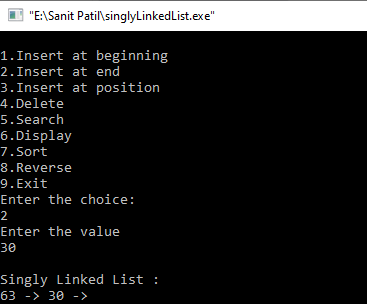 "E:\Sanit Patil\singlyLinkedList.exe"
1.Insert at beginning
2.Insert at end
3.Insert at position
4.Delete
5.Search
6.Display
7.Sort
8.Reverse
9.Exit
Enter the choice:
2
Enter the value
30
Singly Linked List :
63 -> 30 ->